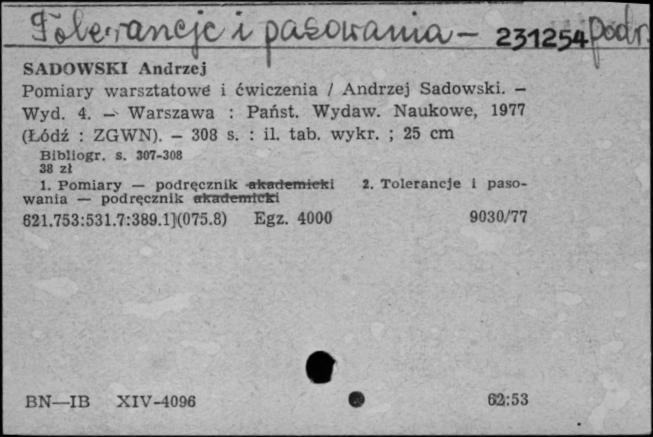 Tolerancje i pasowania - 231254 podr.
SADOWSKI Andrzej
Pomiary warsztatowe i ćwiczenia / Andrzej Sadowski. –
Wyd. 4. – Warszawa : Państ. Wydaw. Naukowe, 1977
(Łódź : ZGWN). – 308 s. : il. tab. wykr. ; 25 cm
Bibliogr. s. 307-308
38 zł
1. Pomiary — podręcznik akademicki 2. Tolerancje i paso-
wania — podręcznik akademicki
621.753:531.7:389.1](075.8) Egz. 4000 9030/77
BN—IB XIV-4096 62:53